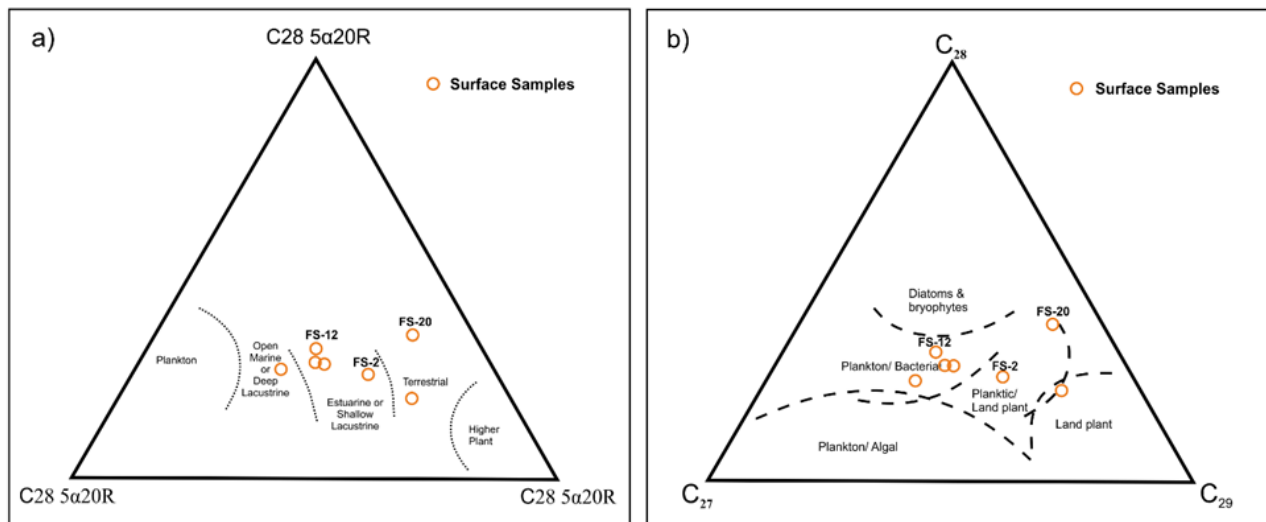 a)
C28 5α20R
Surface Samples
FS-20
FS-12
Open
Marine
or
Deep
Lacustrine
Plankton
FS-2
Terrestrial
Estuarine or
Shallow
Lacustrine
Higher
Plant
C28 5α20R
C28 5α20R
b)
C28
Surface Samples
Diatoms &
bryophytes
FS-20
FS-12
Plankton/ Bacterial
FS-2
Planktic/
Land plant
Land plant
Plankton/ Algal
C27
C29